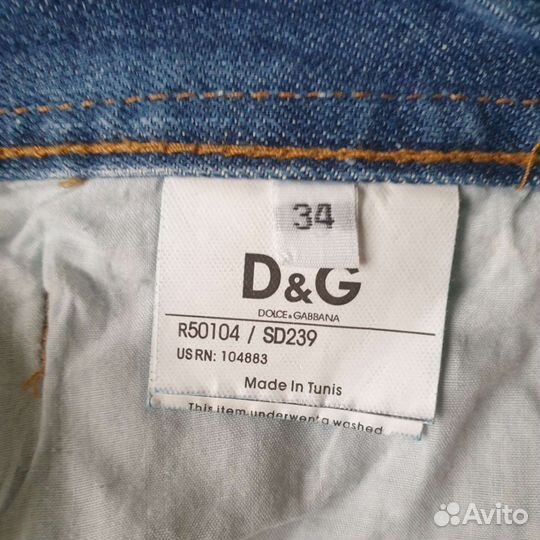 34
D&G
DOLCE & GABBANA
R50104 / SD239
US RN: 104883
Made In Tunis
This item underwent a washed
Avito